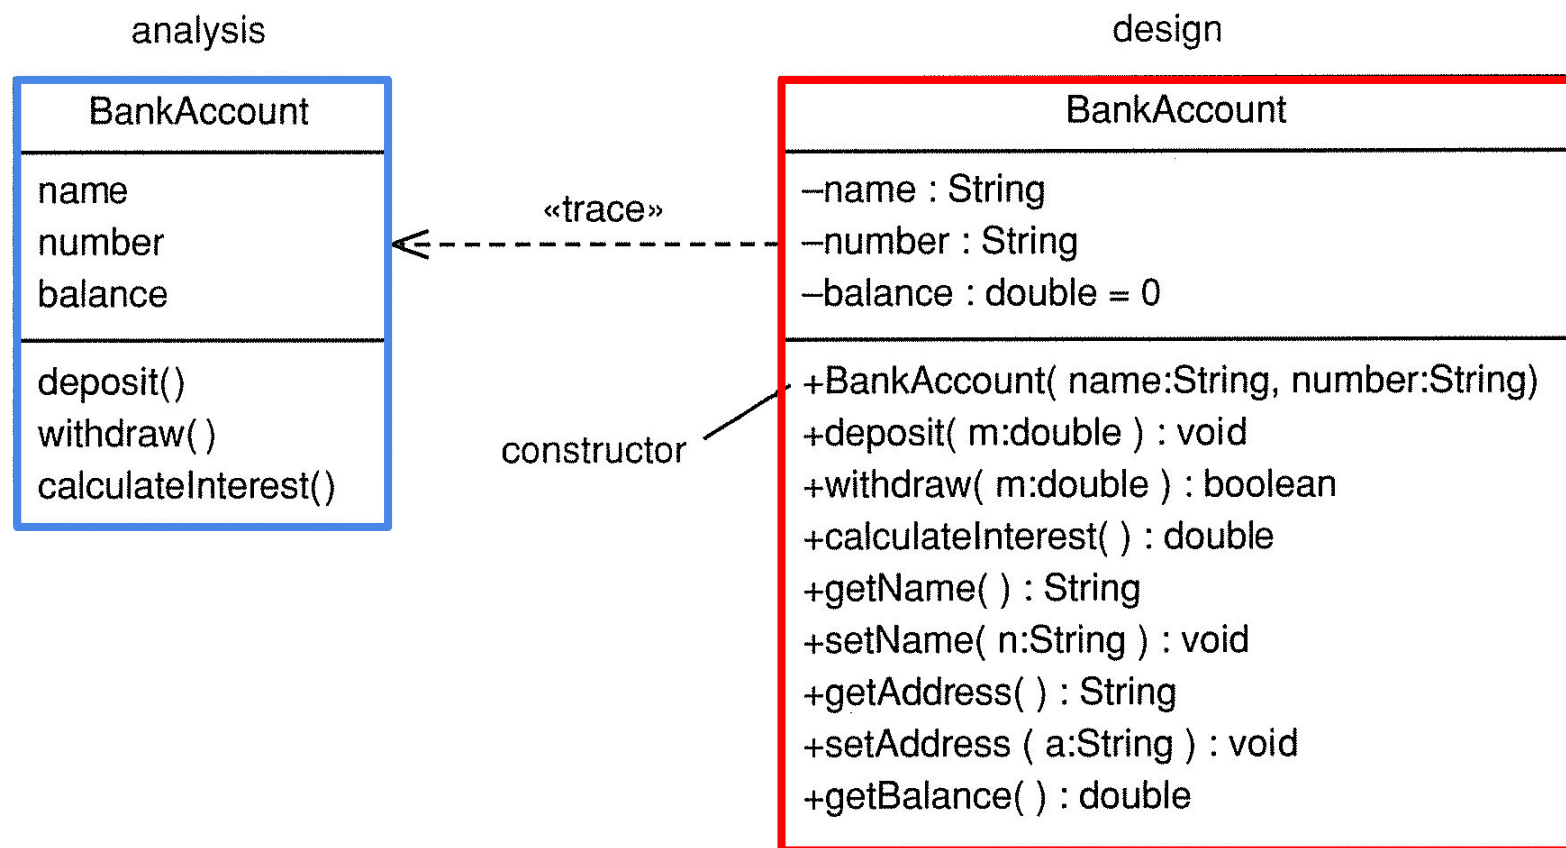 analysis
BankAccount
name
number
balance
deposit()
withdraw( )
calculateInterest()
«trace»
constructor
design
BankAccount
–name : String
–number : String
–balance : double = 0
+BankAccount( name:String, number:String)
+deposit( m:double ) : void
+withdraw( m:double ) : boolean
+calculateInterest( ) : double
+getName( ) : String
+setName( n:String ) : void
+getAddress( ) : String
+setAddress ( a:String ) : void
+getBalance( ) : double